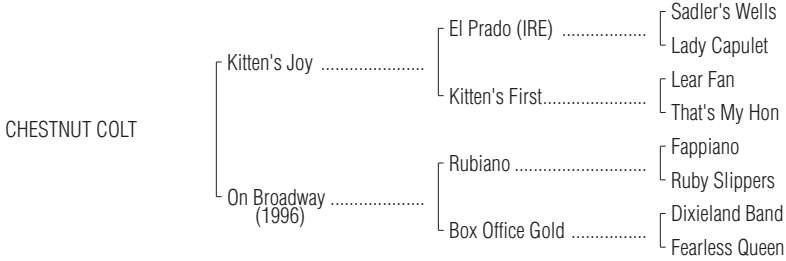 Sadler's Wells
El Prado (IRE) ..................
Lady Capulet
Kitten's Joy ......................
Lear Fan
Kitten's First......................
That's My Hon
CHESTNUT COLT
Fappiano
Rubiano ............................
Ruby Slippers
On Broadway ....................
(1996)
Dixieland Band
Box Office Gold ................
Fearless Queen